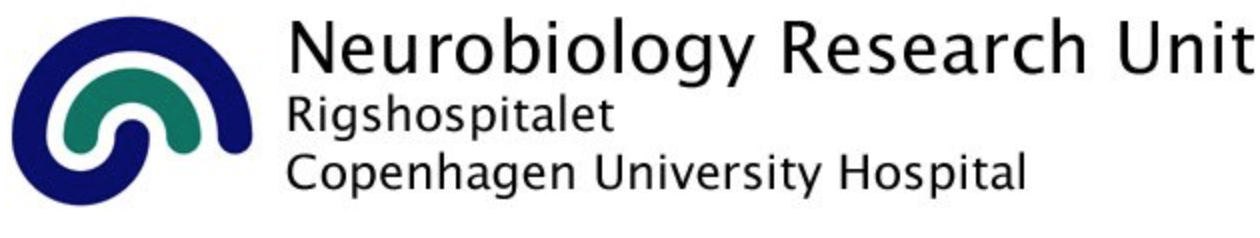 Neurobiology Research Unit
Rigshospitalet
Copenhagen University Hospital